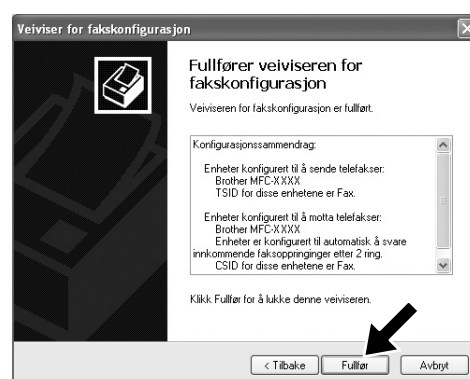 Veiviser for fakskonfigurasjon
Fullfører veiviseren for
fakskonfigurasjon
Veiviseren for fakskonfigurasjon er fullført.
Konfigurasjonssammendrag:
Enheter konfigurert til å sende telefakser:
Brother MFC-XXXX
TSID for disse enhetene er Fax.
Enheter konfigurert til å motta telefakser:
Brother MFC-XXXX
Enheter er konfigurert til automatisk å svare
innkommende faksoppringinger etter 2 ring.
CSID for disse enhetene er Fax.
Klikk Fullfør for å lukke denne veiviseren.
< Tilbake
Fullfør
Avbryt